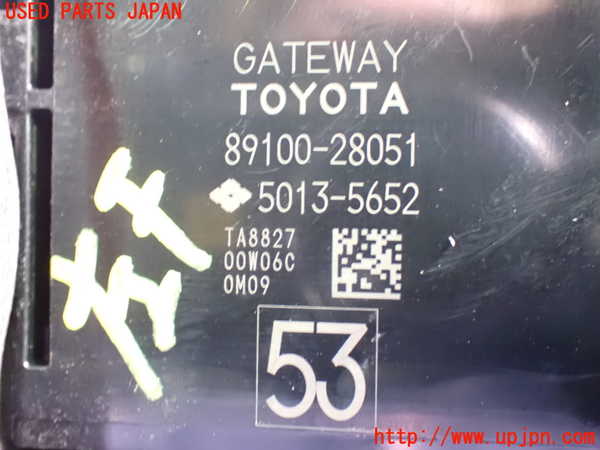 USED PARTS JAPAN
GATEWAY
TOYOTA
89100-28051
5013-5652
TA8827
00W06C
0M09
53
http://www.upjpn.com/